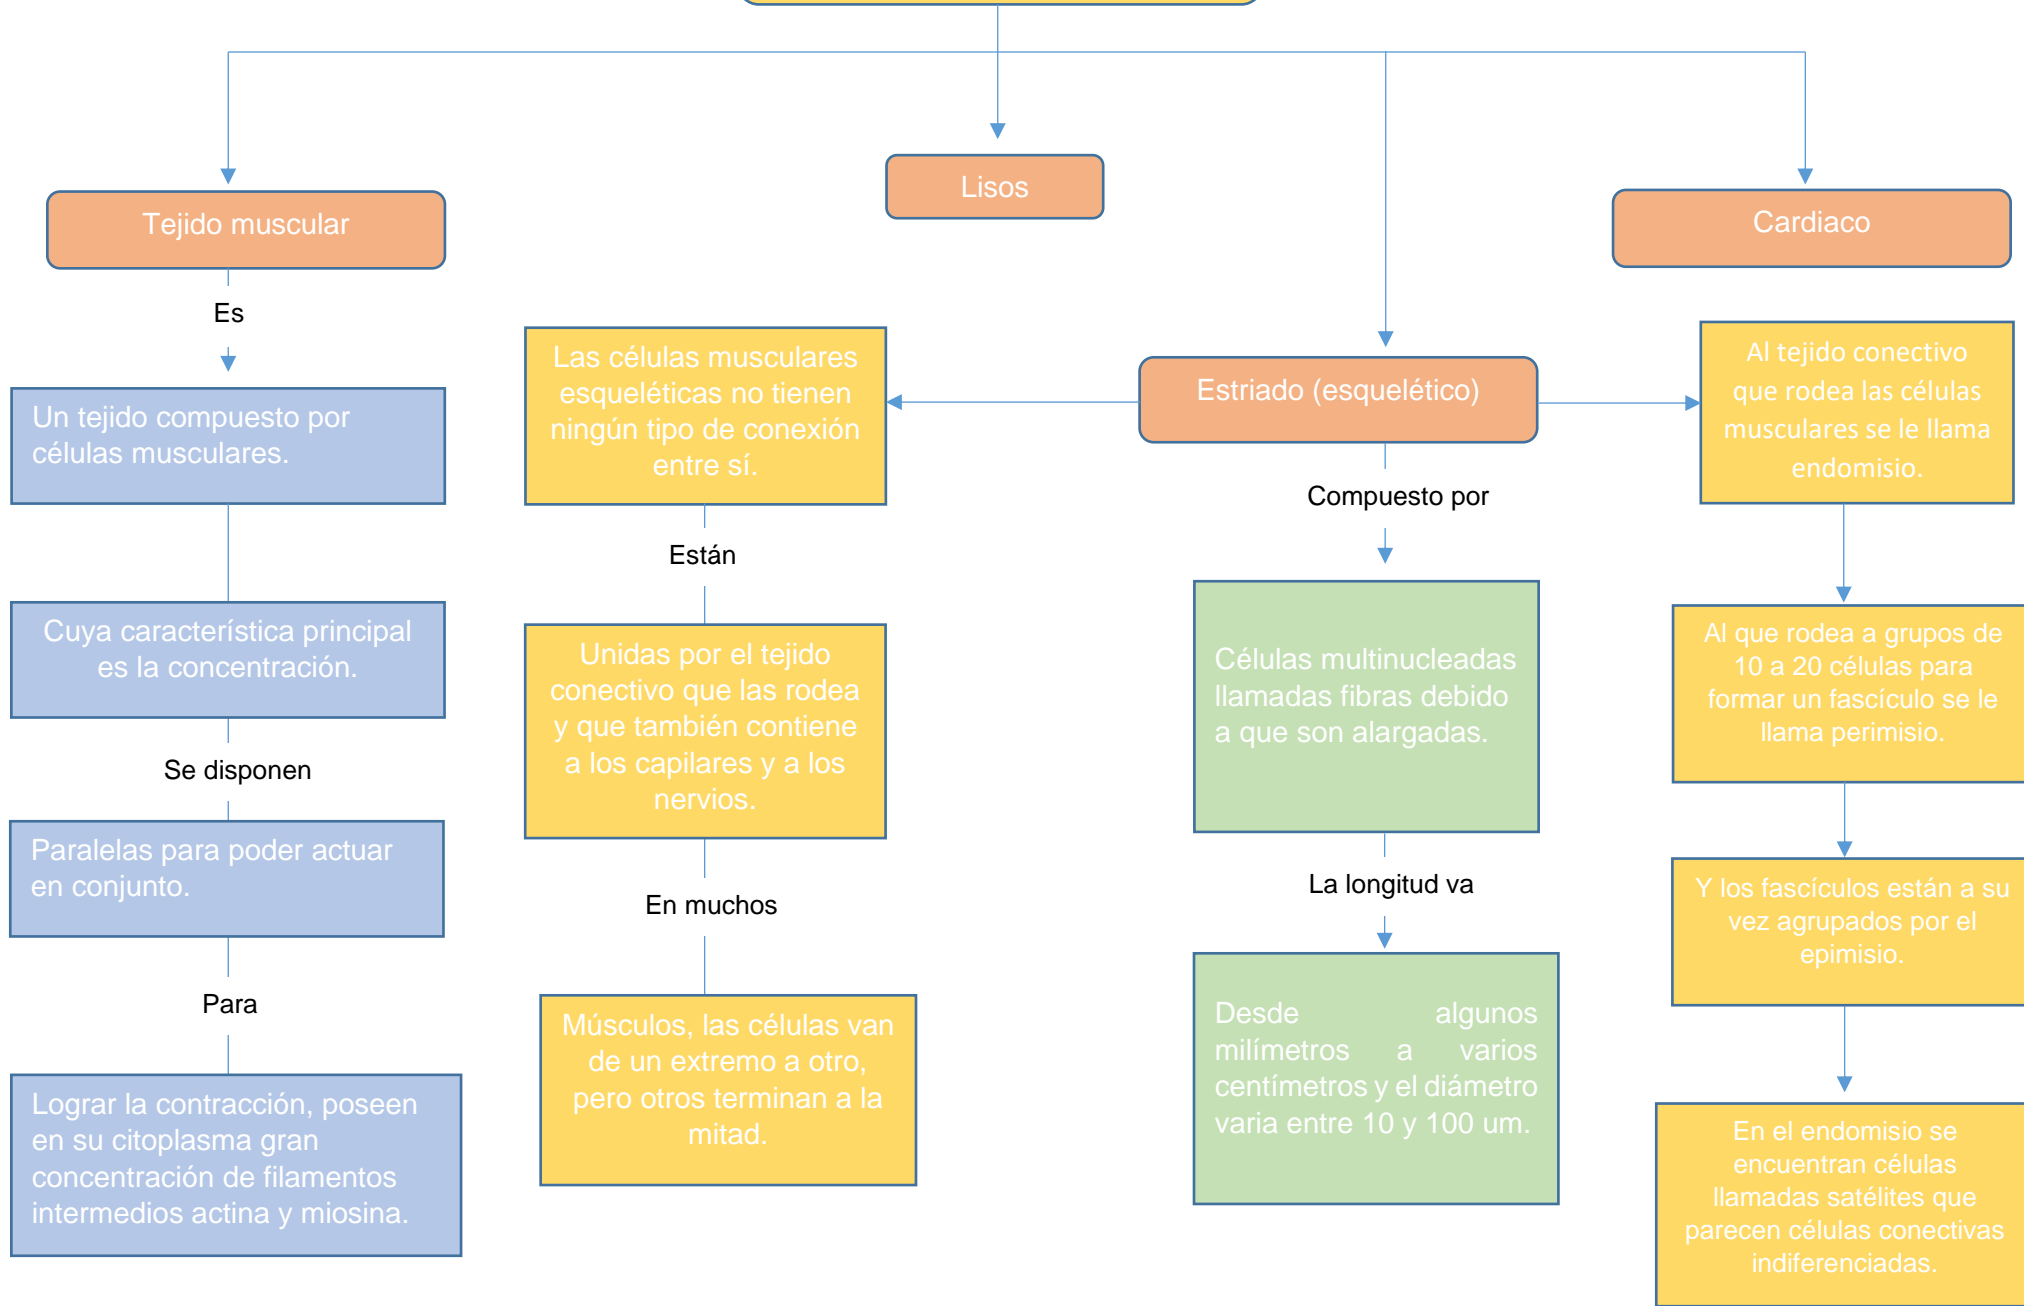 Lisos
Tejido muscular
Cardiaco
Es
Un tejido compuesto por
células musculares.
Cuya característica principal
es la concentración.
Se disponen
Paralelas para poder actuar
en conjunto.
Para
Lograr la contracción, poseen
en su citoplasma gran
concentración de filamentos
intermedios actina y miosina.
Las células musculares
esqueléticas no tienen
ningún tipo de conexión
entre sí.
Están
Unidas por el tejido
conectivo que las rodea
y que también contiene
a los capilares y a los
nervios.
En muchos
Músculos, las células van
de un extremo a otro,
pero otros terminan a la
mitad.
Estriado (esquelético)
Compuesto por
Células multinucleadas
llamadas fibras debido
a que son alargadas.
La longitud va
Desde algunos
milímetros a varios
centímetros y el diámetro
varia entre 10 y 100 um.
Al tejido conectivo
que rodea las células
musculares se le llama
endomisio.
Al que rodea a grupos de
10 a 20 células para
formar un fascículo se le
llama perimisio.
Y los fascículos están a su
vez agrupados por el
epimisio.
En el endomisio se
encuentran células
llamadas satélites que
parecen células conectivas
indiferenciadas.